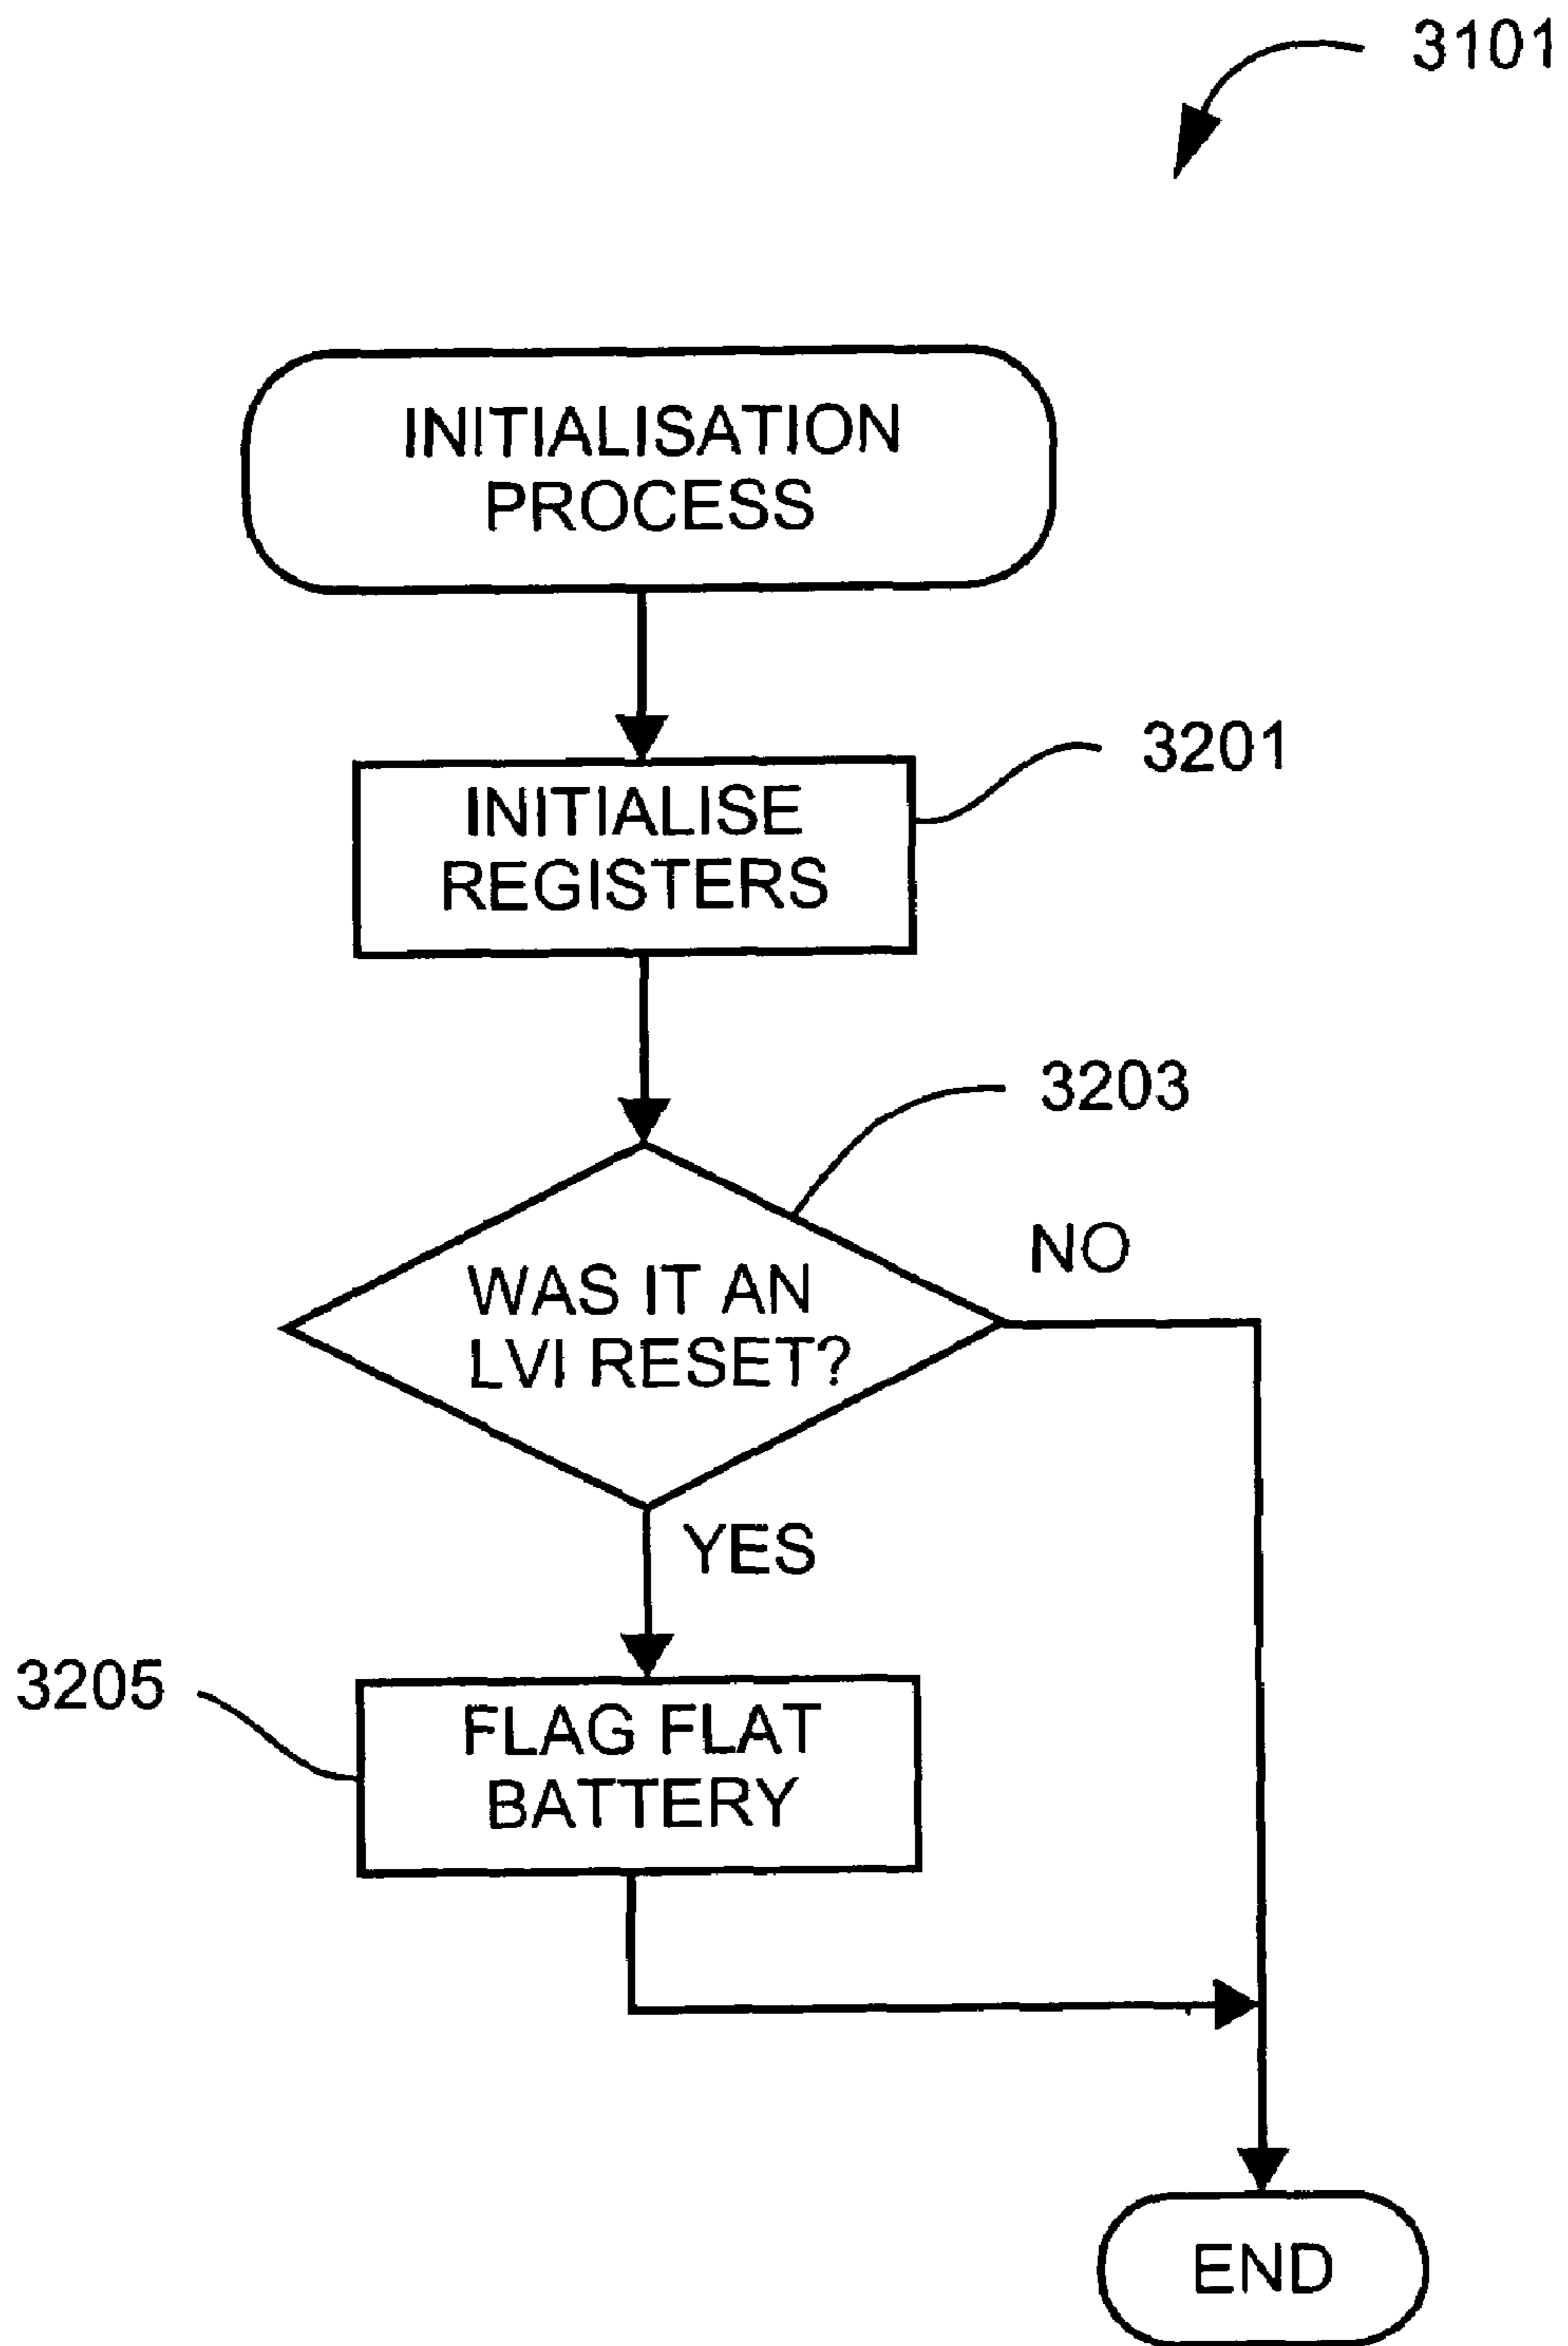 3101
INITIALISATION
PROCESS
3201
INITIALISE
REGISTERS
3203
NO
WAS IT AN
LVI RESET?
YES
3205
FLAG FLAT
BATTERY
END